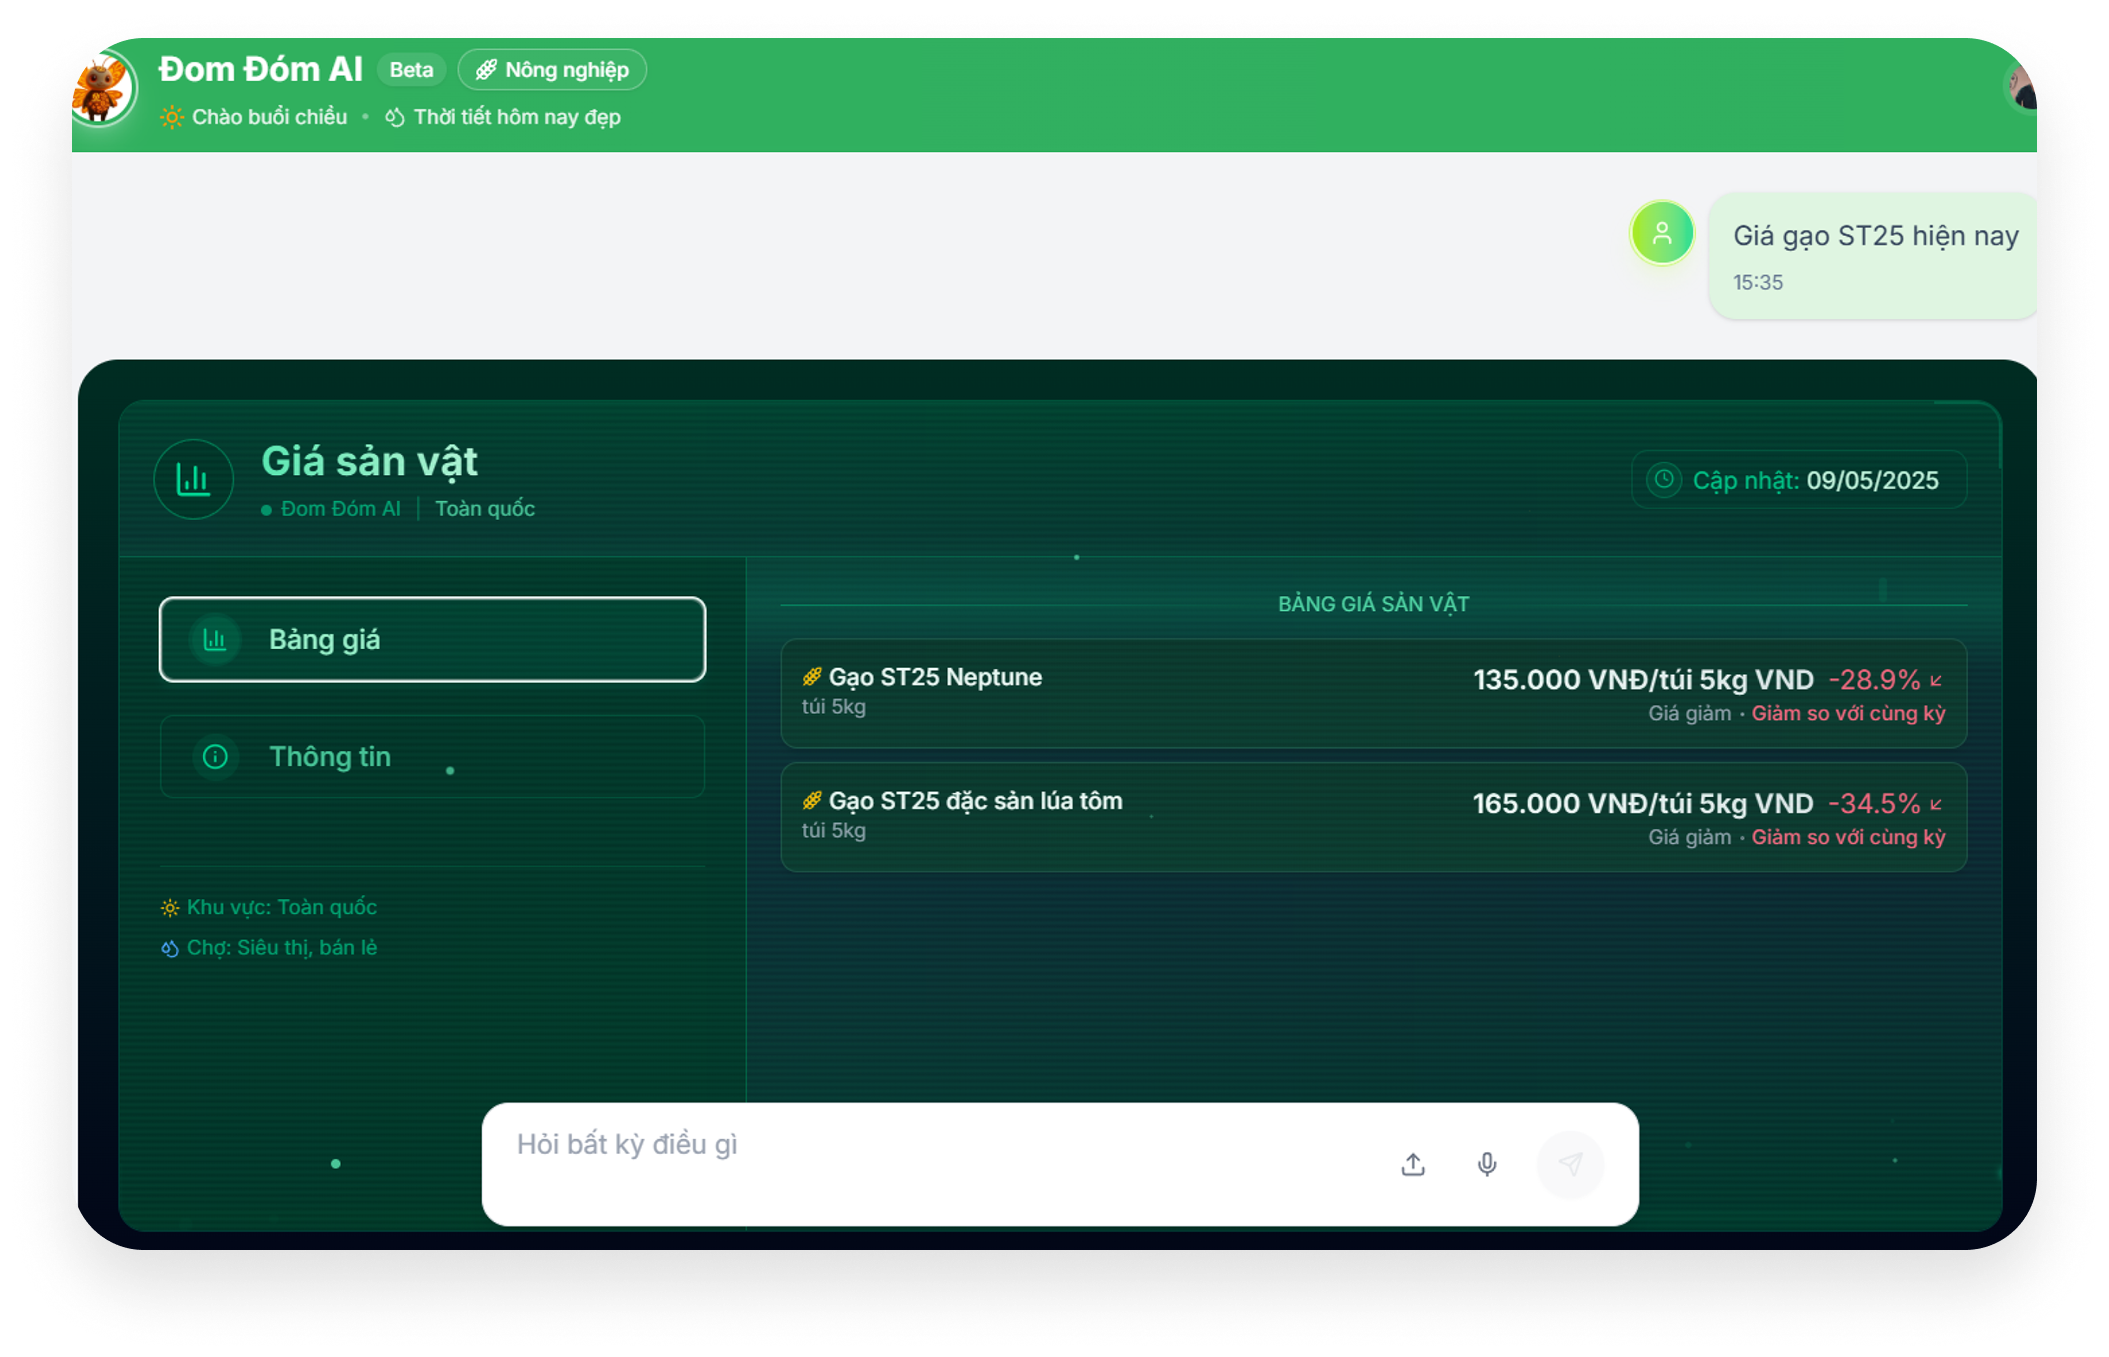 Đom Đóm AI Beta Nông nghiệp
Chào buổi chiều • Thời tiết hôm nay đẹp
Giá gạo ST25 hiện nay
15:35
Giá sản vật
Đom Đóm AI | Toàn quốc
Cập nhật: 09/05/2025
Bảng giá
Thông tin
Khu vực: Toàn quốc
Chợ: Siêu thị, bán lẻ
BẢNG GIÁ SẢN VẬT
Gạo ST25 Neptune
túi 5kg
135.000 VNĐ/túi 5kg VND -28.9%
Giá giảm • Giảm so với cùng kỳ
Gạo ST25 đặc sản lúa tôm
túi 5kg
165.000 VNĐ/túi 5kg VND -34.5%
Giá giảm • Giảm so với cùng kỳ
Hỏi bất kỳ điều gì